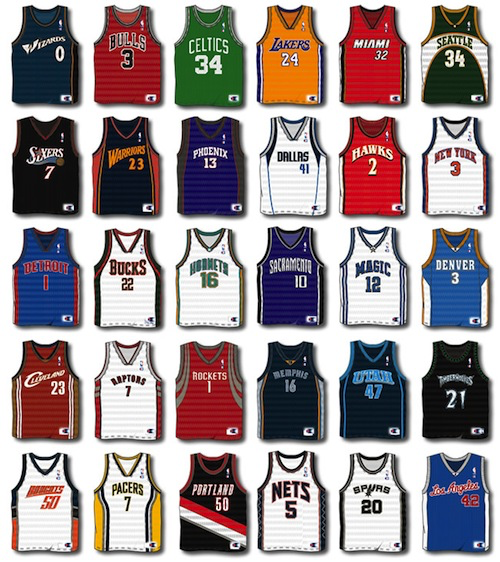 WIZARDS
0
BULLS
3
CELTICS
34
LAKERS
24
MIAMI
32
SEATTLE
34
SIXERS
7
WARRIORS
23
PHOENIX
13
DALLAS
41
HAWKS
2
NEW YORK
3
DETROIT
1
BUCKS
22
HORNETS
16
SACRAMENTO
10
MAGIC
12
DENVER
3
CLEVELAND
23
RAPTORS
7
ROCKETS
1
MEMPHIS
16
UTAH
47
TIMBERWOLVES
21
BOBCATS
50
PACERS
7
PORTLAND
50
NETS
5
SPURS
20
Los Angeles
42